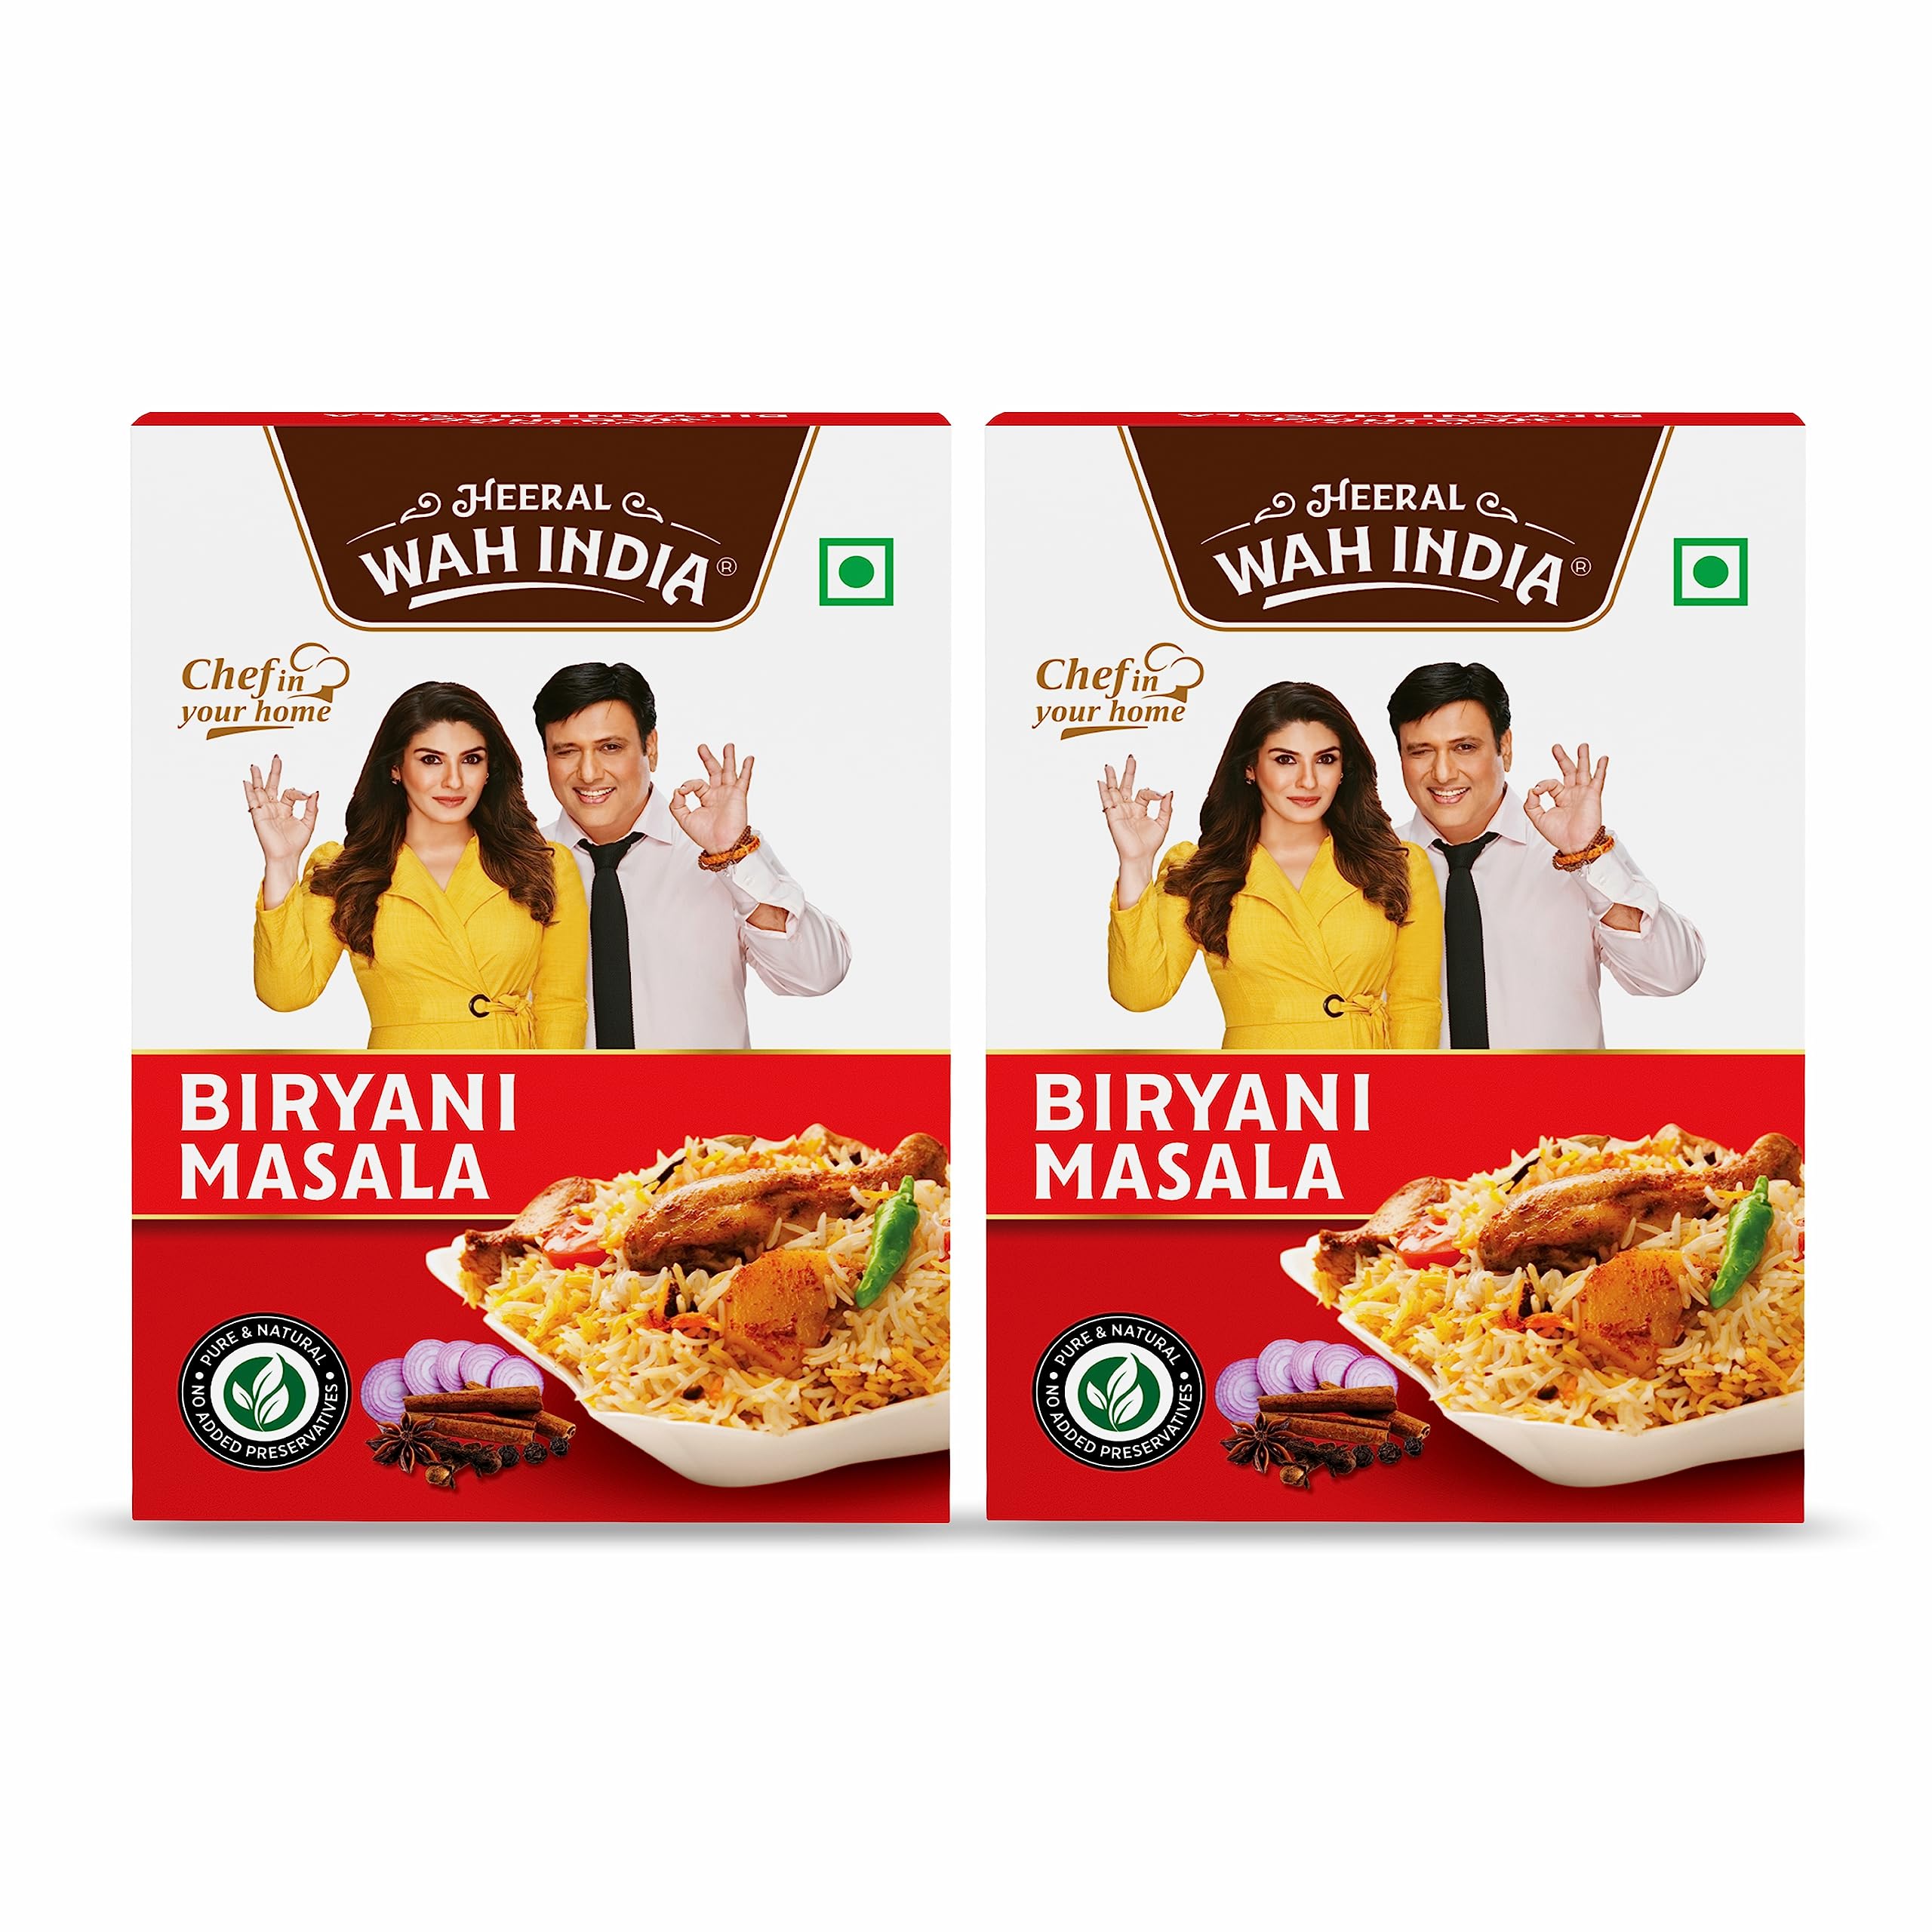 HEERAL
WAH INDIA®
Chef in
your home
BIRYANI
MASALA
PURE & NATURAL
NO ADDED PRESERVATIVES
HEERAL
WAH INDIA®
Chef in
your home
BIRYANI
MASALA
PURE & NATURAL
NO ADDED PRESERVATIVES